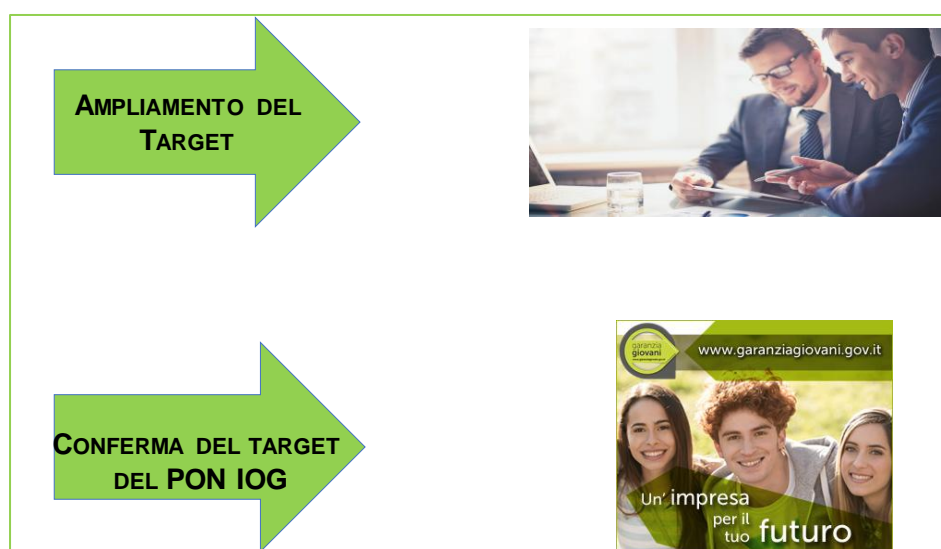 AMPLIAMENTO DEL
TARGET
CONFERMA DEL TARGET
DEL PON IOG
garanzia
giovani
www.garanziagiovani.gov.it
Un' impresa
per il
tuo futuro